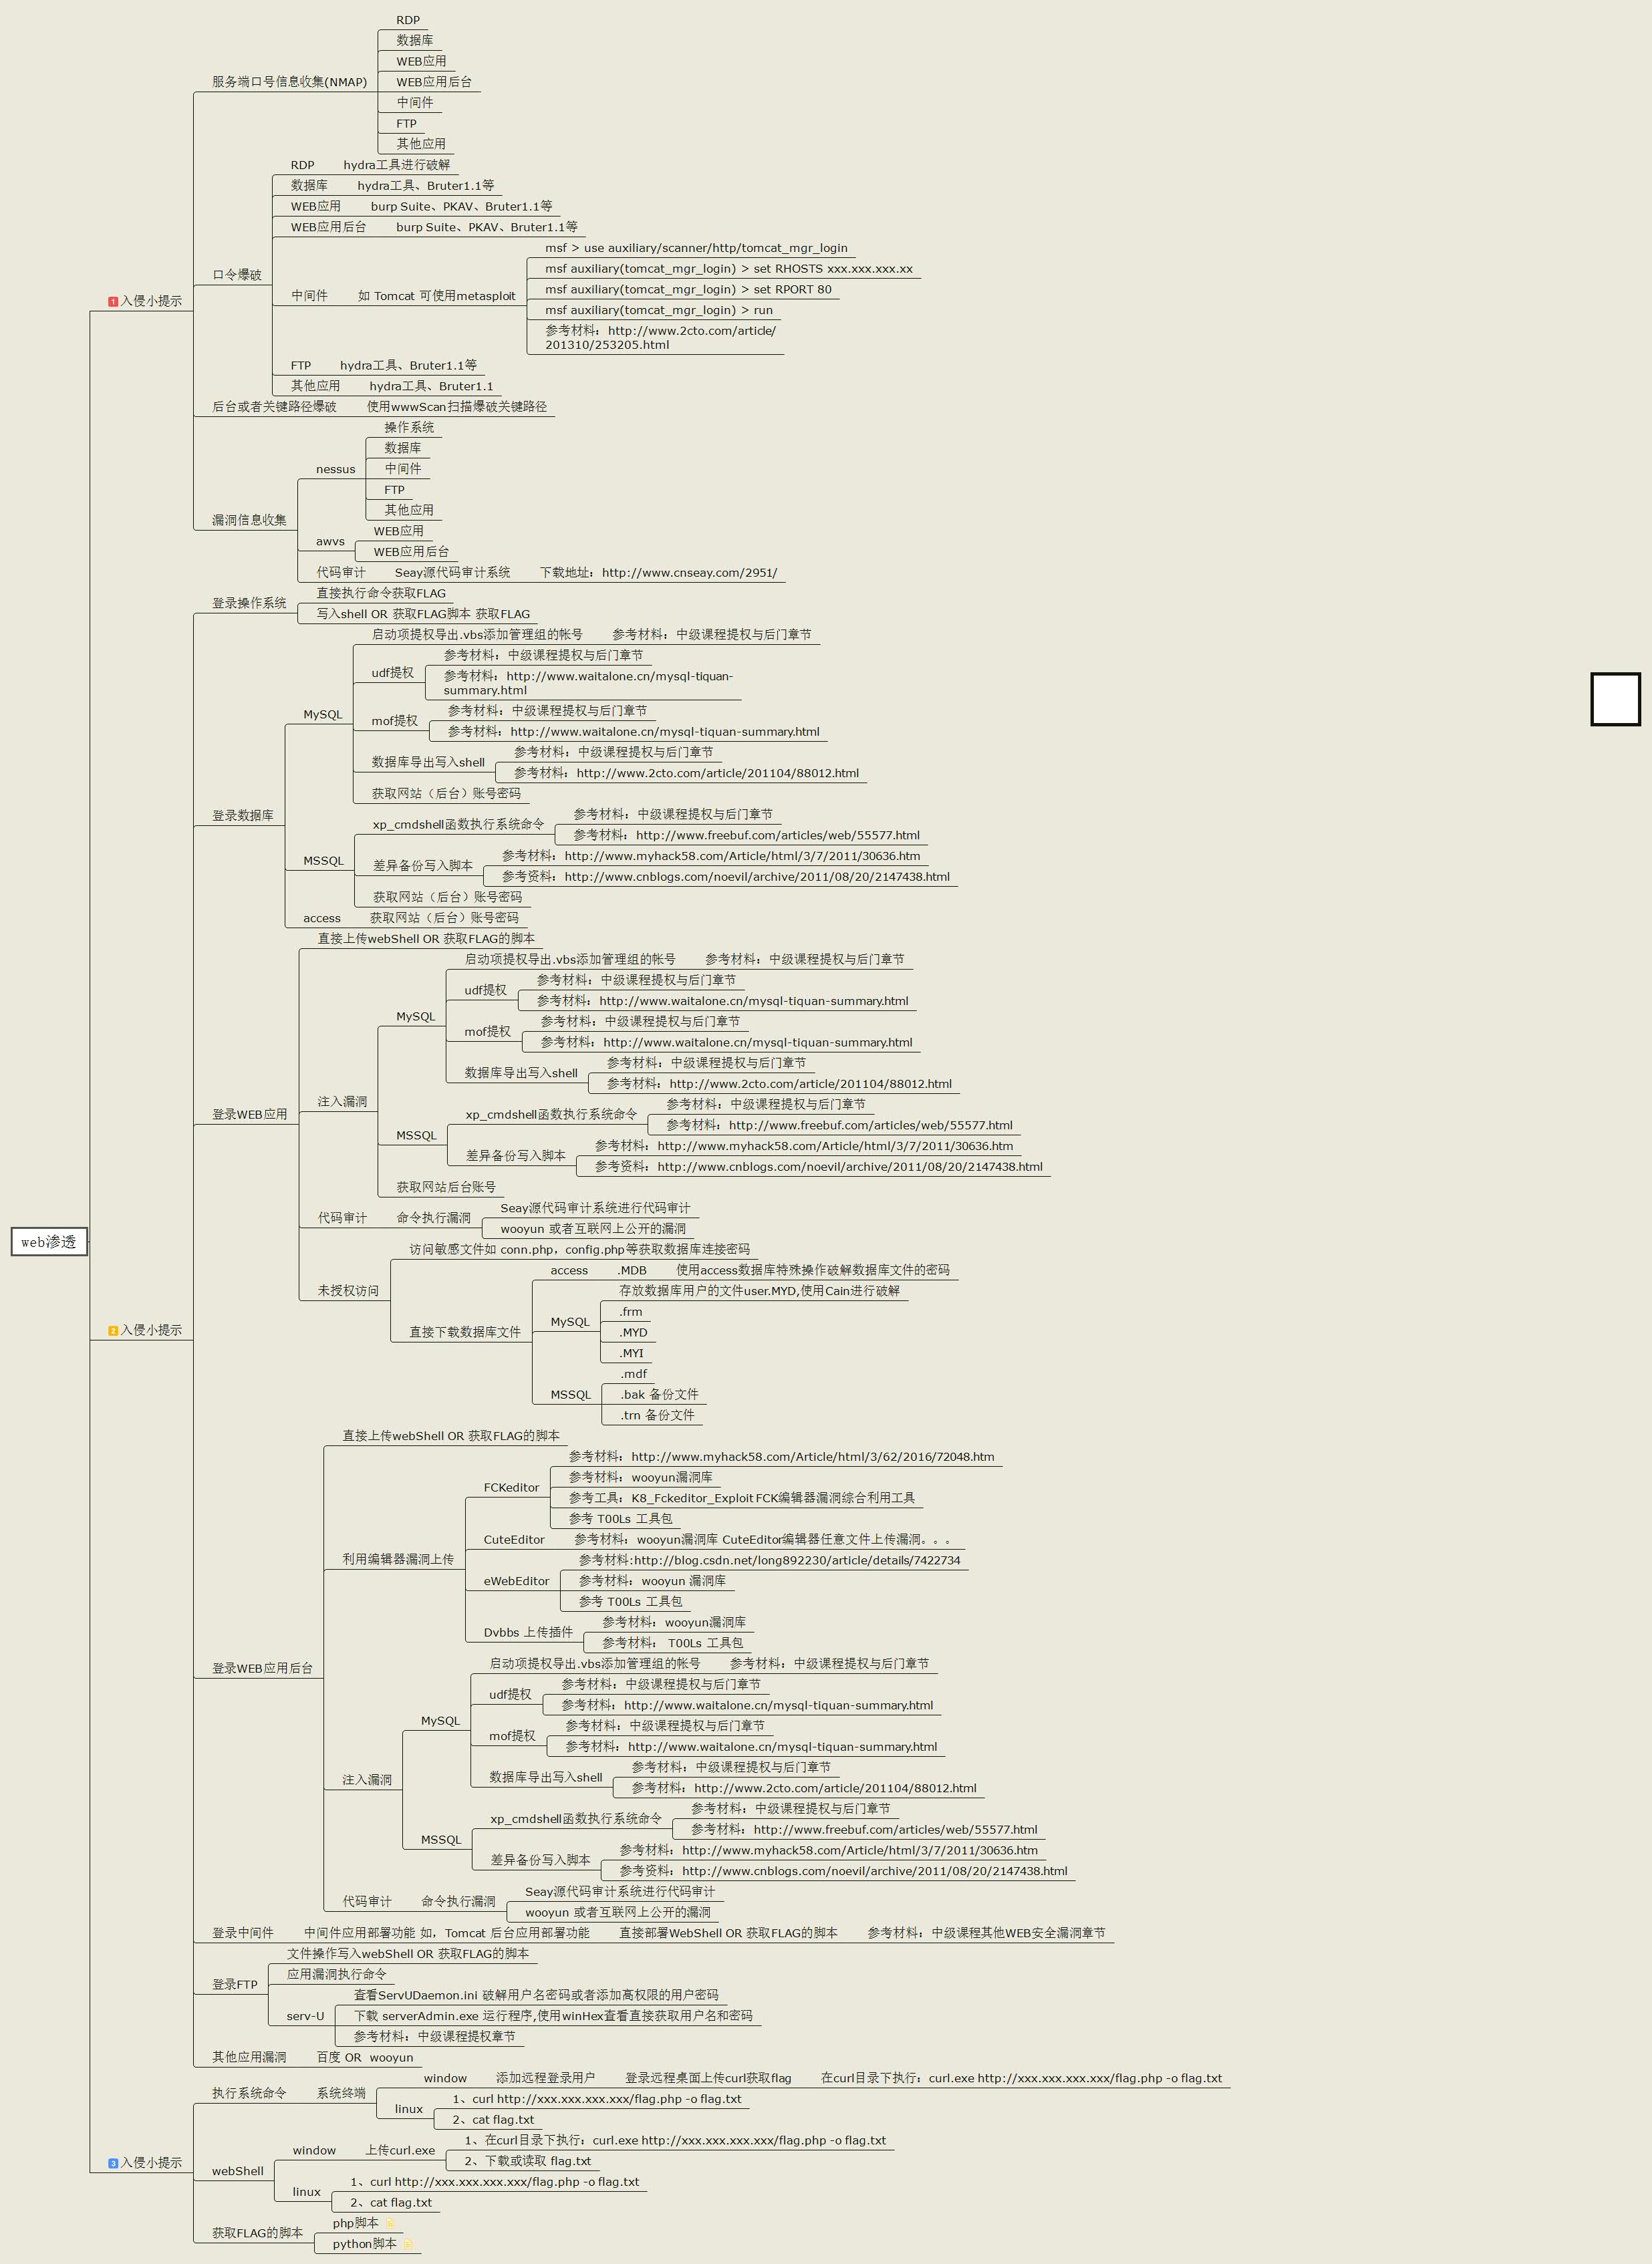 RDP
数据库
WEB应用
服务端口号信息收集(NMAP)
WEB应用后台
中间件
FTP
其他应用
RDP hydra工具进行破解
数据库 hydra工具、Bruter1.1等
WEB应用 burp Suite、PKAV、Bruter1.1等
WEB应用后台 burp Suite、PKAV、Bruter1.1等
msf > use auxiliary/scanner/http/tomcat_mgr_login
口令爆破
msf auxiliary(tomcat_mgr_login) > set RHOSTS xxx.xxx.xxx.xx
中间件 如 Tomcat 可使用metasploit
msf auxiliary(tomcat_mgr_login) > set RPORT 80
1 入侵小提示
msf auxiliary(tomcat_mgr_login) > run
参考材料：http://www.2cto.com/article/
201310/253205.html
FTP hydra工具、Bruter1.1等
其他应用 hydra工具、Bruter1.1
后台或者关键路径爆破 使用wwwScan扫描爆破关键路径
操作系统
数据库
nessus
中间件
FTP
其他应用
漏洞信息收集
WEB应用
awvs
WEB应用后台
代码审计 Seay源代码审计系统 下载地址：http://www.cnseay.com/2951/
登录操作系统
直接执行命令获取FLAG
写入shell OR 获取FLAG脚本 获取FLAG
启动项提权导出.vbs添加管理组的帐号 参考材料：中级课程提权与后门章节
udf提权
参考材料：中级课程提权与后门章节
参考材料：http://www.waitalone.cn/mysql-tiquan-
summary.html
MySQL
mof提权
参考材料：中级课程提权与后门章节
参考材料：http://www.waitalone.cn/mysql-tiquan-summary.html
数据库导出写入shell
参考材料：中级课程提权与后门章节
参考材料：http://www.2cto.com/article/201104/88012.html
获取网站（后台）账号密码
登录数据库
xp_cmdshell函数执行系统命令
参考材料：中级课程提权与后门章节
参考材料：http://www.freebuf.com/articles/web/55577.html
MSSQL
差异备份写入脚本
参考材料：http://www.myhack58.com/Article/html/3/7/2011/30636.htm
参考资料：http://www.cnblogs.com/noevil/archive/2011/08/20/2147438.html
获取网站（后台）账号密码
access 获取网站（后台）账号密码
直接上传webShell OR 获取FLAG的脚本
启动项提权导出.vbs添加管理组的帐号 参考材料：中级课程提权与后门章节
udf提权
参考材料：中级课程提权与后门章节
参考材料：http://www.waitalone.cn/mysql-tiquan-summary.html
MySQL
mof提权
参考材料：中级课程提权与后门章节
参考材料：http://www.waitalone.cn/mysql-tiquan-summary.html
数据库导出写入shell
参考材料：中级课程提权与后门章节
参考材料：http://www.2cto.com/article/201104/88012.html
登录WEB应用
注入漏洞
xp_cmdshell函数执行系统命令
参考材料：中级课程提权与后门章节
参考材料：http://www.freebuf.com/articles/web/55577.html
MSSQL
差异备份写入脚本
参考材料：http://www.myhack58.com/Article/html/3/7/2011/30636.htm
参考资料：http://www.cnblogs.com/noevil/archive/2011/08/20/2147438.html
获取网站后台账号
代码审计 命令执行漏洞
Seay源代码审计系统进行代码审计
wooyun 或者互联网上公开的漏洞
web渗透
访问敏感文件如 conn.php，config.php等获取数据库连接密码
未授权访问
access .MDB 使用access数据库特殊操作破解数据库文件的密码
存放数据库用户的文件user.MYD,使用Cain进行破解
MySQL
.frm
2 入侵小提示
直接下载数据库文件
.MYD
.MYI
.mdf
MSSQL
.bak 备份文件
.trn 备份文件
直接上传webShell OR 获取FLAG的脚本
参考材料：http://www.myhack58.com/Article/html/3/62/2016/72048.htm
FCKeditor
参考材料：wooyun漏洞库
参考工具：K8_Fckeditor_Exploit FCK编辑器漏洞综合利用工具
参考 T00Ls 工具包
CuteEditor 参考材料：wooyun漏洞库 CuteEditor编辑器任意文件上传漏洞。。。
利用编辑器漏洞上传
参考材料:http://blog.csdn.net/long892230/article/details/7422734
eWebEditor
参考材料：wooyun 漏洞库
参考 T00Ls 工具包
Dvbbs 上传插件
参考材料：wooyun漏洞库
参考材料： T00Ls 工具包
登录WEB应用后台
启动项提权导出.vbs添加管理组的帐号 参考材料：中级课程提权与后门章节
udf提权
参考材料：中级课程提权与后门章节
参考材料：http://www.waitalone.cn/mysql-tiquan-summary.html
MySQL
mof提权
参考材料：中级课程提权与后门章节
参考材料：http://www.waitalone.cn/mysql-tiquan-summary.html
数据库导出写入shell
参考材料：中级课程提权与后门章节
参考材料：http://www.2cto.com/article/201104/88012.html
注入漏洞
xp_cmdshell函数执行系统命令
参考材料：中级课程提权与后门章节
参考材料：http://www.freebuf.com/articles/web/55577.html
MSSQL
差异备份写入脚本
参考材料：http://www.myhack58.com/Article/html/3/7/2011/30636.htm
参考资料：http://www.cnblogs.com/noevil/archive/2011/08/20/2147438.html
代码审计 命令执行漏洞
Seay源代码审计系统进行代码审计
wooyun 或者互联网上公开的漏洞
登录中间件 中间件应用部署功能 如，Tomcat 后台应用部署功能 直接部署WebShell OR 获取FLAG的脚本 参考材料：中级课程其他WEB安全漏洞章节
文件操作写入webShell OR 获取FLAG的脚本
登录FTP
应用漏洞执行命令
查看ServUDaemon.ini 破解用户名密码或者添加高权限的用户密码
serv-U
下载 serverAdmin.exe 运行程序,使用winHex查看直接获取用户名和密码
参考材料：中级课程提权章节
其他应用漏洞 百度 OR wooyun
window 添加远程登录用户 登录远程桌面上传curl获取flag 在curl目录下执行：curl.exe http://xxx.xxx.xxx.xxx/flag.php -o flag.txt
执行系统命令 系统终端
linux
1、curl http://xxx.xxx.xxx.xxx/flag.php -o flag.txt
2、cat flag.txt
3 入侵小提示
window 上传curl.exe
1、在curl目录下执行：curl.exe http://xxx.xxx.xxx.xxx/flag.php -o flag.txt
2、下载或读取 flag.txt
webShell
linux
1、curl http://xxx.xxx.xxx.xxx/flag.php -o flag.txt
2、cat flag.txt
获取FLAG的脚本
php脚本
python脚本